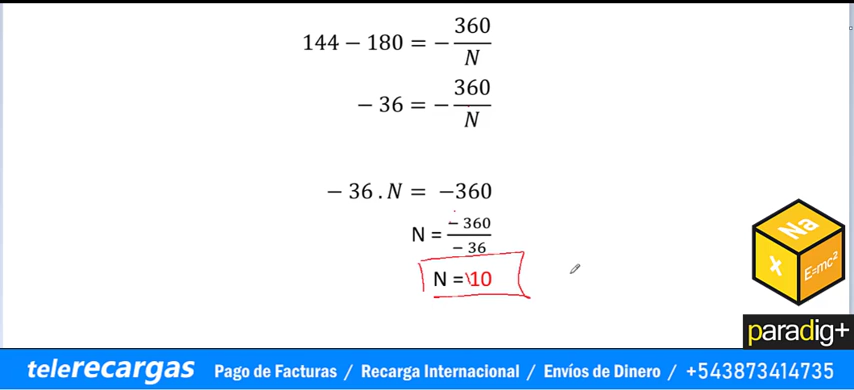 144 − 180 = − 360/N
− 36 = − 360/N
− 36 . N = −360
N = − 360/− 36
N = 10
Na
X
E=mc²
paradig+
telerecargas Pago de Facturas / Recarga Internacional / Envíos de Dinero / +543873414735